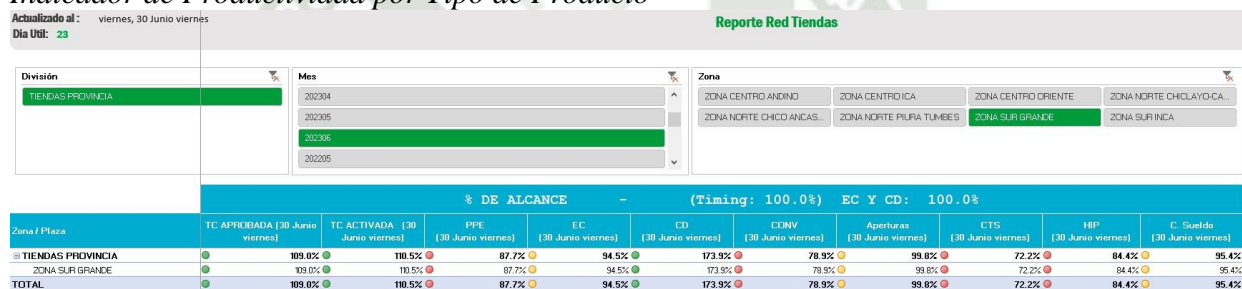 Indicador de Productividad por Tipo de Producto
Actualizado al : viernes, 30 Junio viernes
Dia Util: 23
Reporte Red Tiendas
División
Mes
Zona
TIENDAS PROVINCIA
202304
202305
202306
202205
ZONA CENTRO ANDINO ZONA CENTRO ICA ZONA CENTRO ORIENTE ZONA NORTE CHICLAYO-CA...
ZONA NORTE CHICO ANCAS... ZONA NORTE PIURA TUMBES ZONA SUR GRANDE ZONA SUR INCA
% DE ALCANCE - (Timing: 100.0%) EC Y CD: 100.0%
Zona / Plaza
TC APROBADA (30 Junio viernes)
TC ACTIVADA (30 Junio viernes)
PPE (30 Junio viernes)
EC (30 Junio viernes)
CD (30 Junio viernes)
CONV (30 Junio viernes)
Aperturas (30 Junio viernes)
CTS (30 Junio viernes)
HIP (30 Junio viernes)
C. Sueldo (30 Junio viernes)
TIENDAS PROVINCIA 109.0% 110.5% 87.7% 94.5% 173.9% 78.9% 99.8% 72.2% 84.4% 95.4%
ZONA SUR GRANDE 109.0% 110.5% 87.7% 94.5% 173.9% 78.9% 99.8% 72.2% 84.4% 95.4%
TOTAL 109.0% 110.5% 87.7% 94.5% 173.9% 78.9% 99.8% 72.2% 84.4% 95.4%